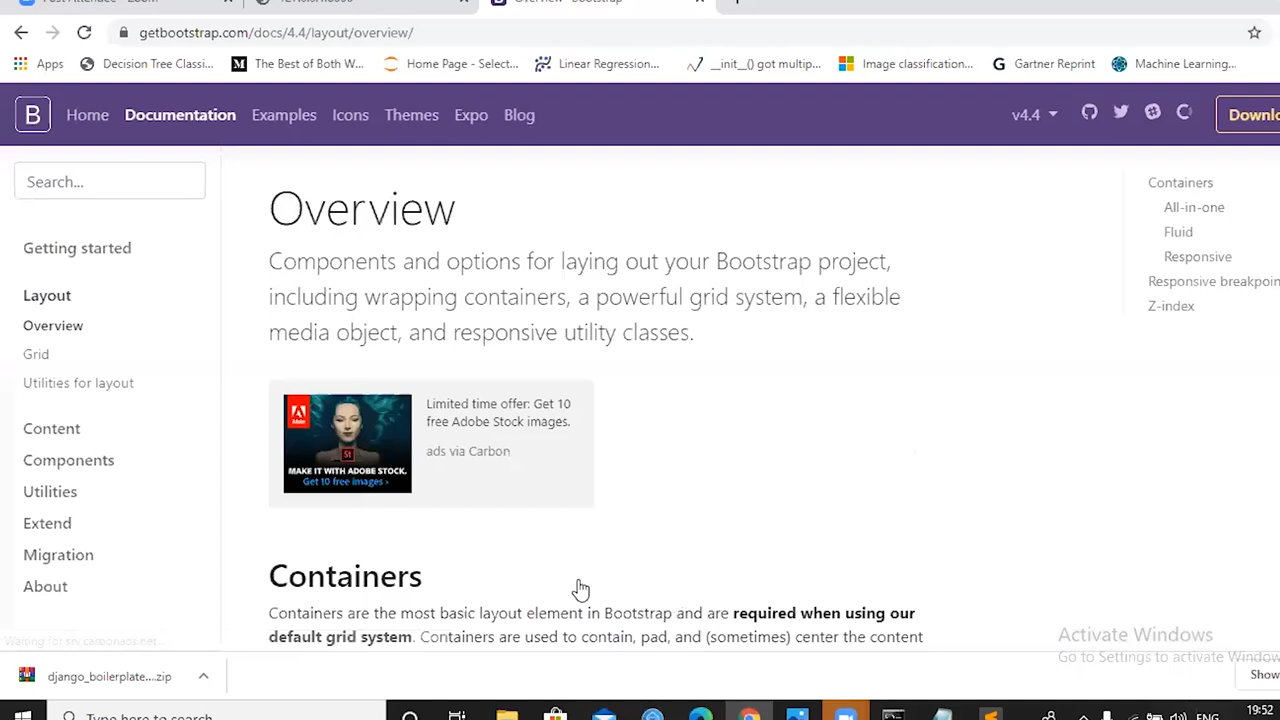 getbootstrap.com/docs/4.4/layout/overview/
Apps
Decision Tree Classi...
The Best of Both W...
Home Page - Select...
Linear Regression...
__init__() got multip...
Image classification...
Gartner Reprint
Machine Learning...
B
Home
Documentation
Examples
Icons
Themes
Expo
Blog
v4.4
Downlo
Search...
Getting started
Layout
Overview
Grid
Utilities for layout
Content
Components
Utilities
Extend
Migration
About
Overview
Components and options for laying out your Bootstrap project,
including wrapping containers, a powerful grid system, a flexible
media object, and responsive utility classes.
MAKE IT WITH ADOBE STOCK.
Get 10 free images ›
Limited time offer: Get 10
free Adobe Stock images.
ads via Carbon
Containers
Containers are the most basic layout element in Bootstrap and are required when using our
default grid system. Containers are used to contain, pad, and (sometimes) center the content
Containers
All-in-one
Fluid
Responsive
Responsive breakpoin
Z-index
Activate Windows
Go to Settings to activate Window
django_boilerplate....zip
Show
Type here to search
ENG
19:52